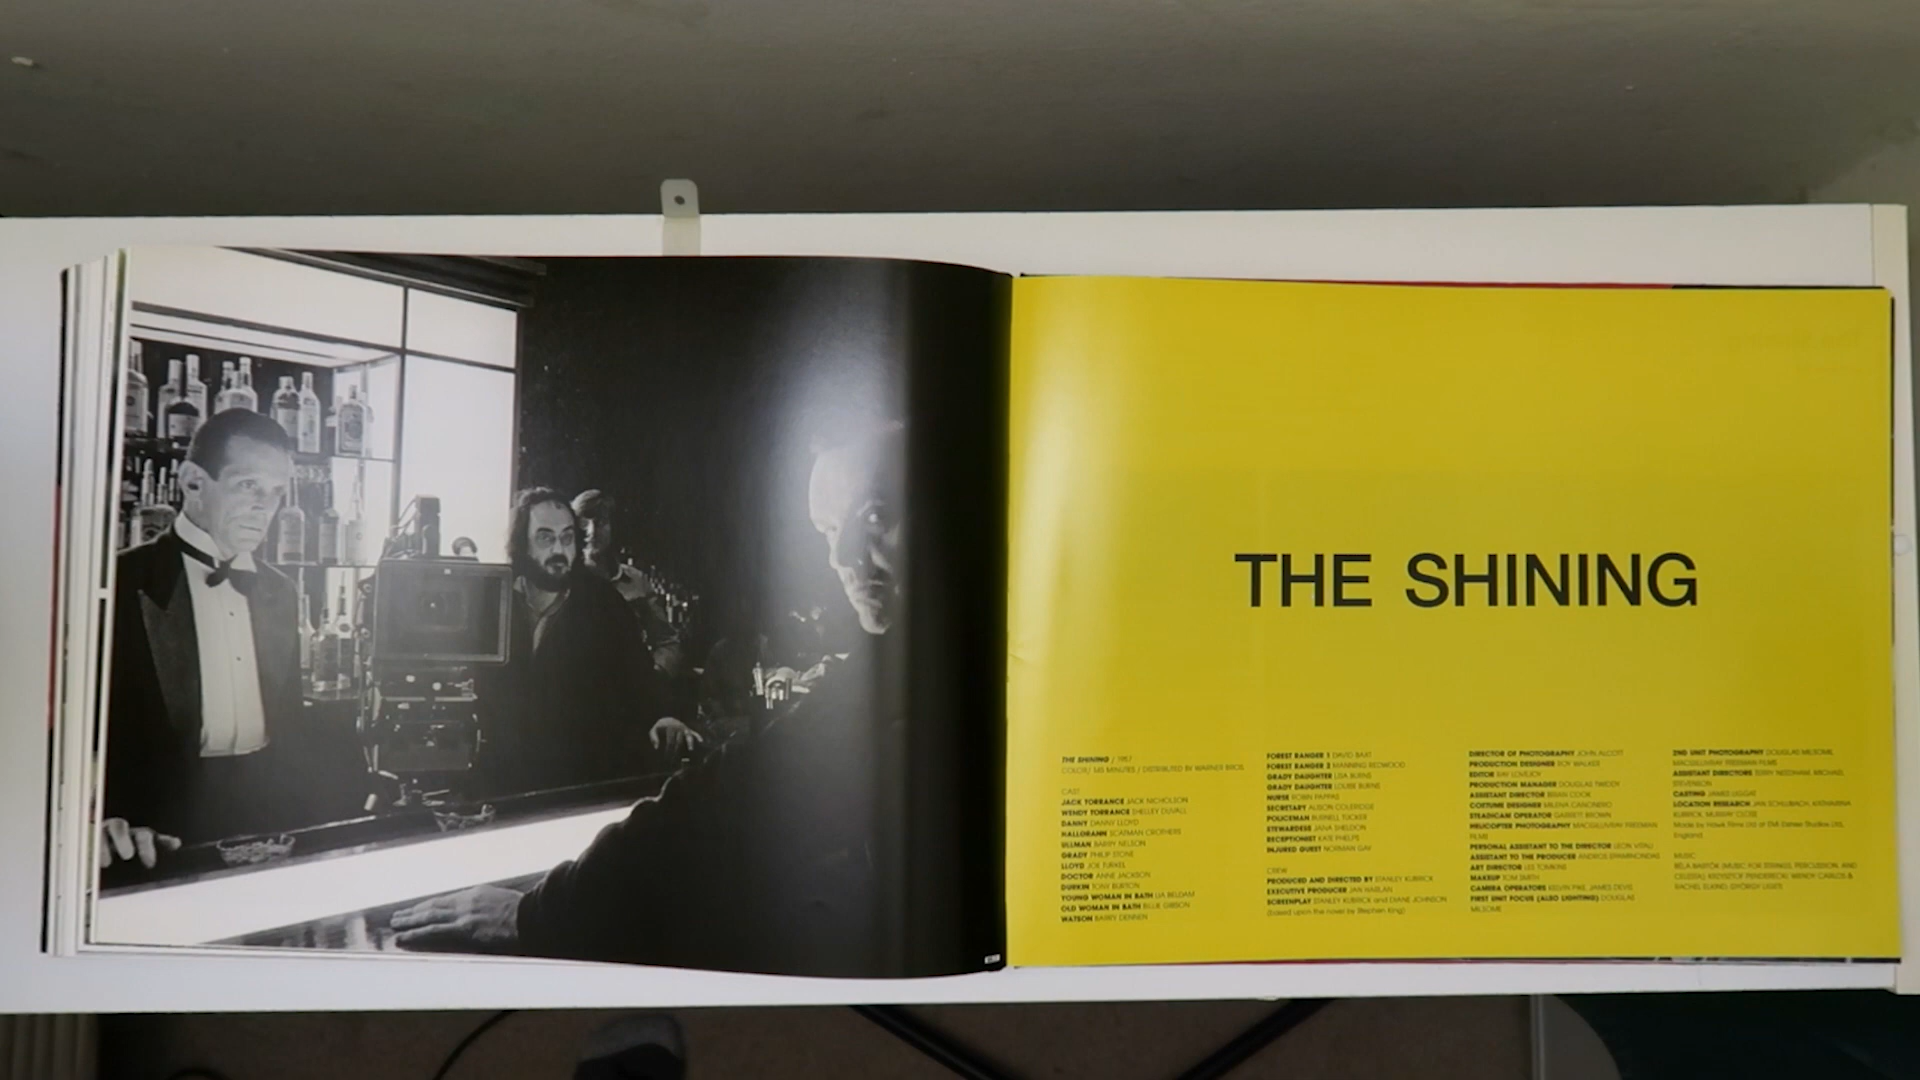 THE SHINING
THE SHINING / 1957
COLOR / 145 MINUTES / DISTRIBUTED BY WARNER BROS.
CAST
JACK TORRANCE JACK NICHOLSON
WENDY TORRANCE SHELLEY DUVALL
DANNY DANNY LLOYD
HALLORANN SCATMAN CROTHERS
ULLMAN BARRY NELSON
GRADY PHILIP STONE
LLOYD JOE TURKEL
DOCTOR ANNE JACKSON
DURKIN TONY BURTON
YOUNG WOMAN IN BATH LIA BELDAM
OLD WOMAN IN BATH BILLIE GIBSON
WATSON BARRY DENNEN
FOREST RANGER 1 DAVID BAXT
FOREST RANGER 2 MANNING REDWOOD
GRADY DAUGHTER LISA BURNS
GRADY DAUGHTER LOUISE BURNS
NURSE ROBIN PAPPAS
SECRETARY ALISON COLERIDGE
POLICEMAN BURNELL TUCKER
STEWARDESS JANA SHELDON
RECEPTIONIST KATE PHELPS
INJURED GUEST NORMAN GAY
CREW
PRODUCED AND DIRECTED BY STANLEY KUBRICK
EXECUTIVE PRODUCER JAN HARLAN
SCREENPLAY STANLEY KUBRICK and DIANE JOHNSON
(based upon the novel by Stephen King)
DIRECTOR OF PHOTOGRAPHY JOHN ALCOTT
PRODUCTION DESIGNER ROY WALKER
EDITOR RAY LOVEJOY
PRODUCTION MANAGER DOUGLAS TWIDDY
ASSISTANT DIRECTOR BRIAN COOK
COSTUME DESIGNER MILENA CANONERO
STEADICAM OPERATOR GARRETT BROWN
HELICOPTER PHOTOGRAPHY MACGILLIVRAY FREEMAN
FILMS
PERSONAL ASSISTANT TO THE DIRECTOR LEON VITALI
ASSISTANT TO THE PRODUCER ANDROS EPAMINONDAS
ART DIRECTOR LES TOMKINS
MAKEUP TOM SMITH
CAMERA OPERATORS KELVIN PIKE, JAMES DEVIS
FIRST UNIT FOCUS (ALSO LIGHTING) DOUGLAS
MILSOME
2ND UNIT PHOTOGRAPHY DOUGLAS MILSOME,
MACGILLIVRAY FREEMAN FILMS
ASSISTANT DIRECTORS TERRY NEEDHAM, MICHAEL
STEVENSON
CASTING JAMES LIGGAT
LOCATION RESEARCH JAN SCHLUBACH, KATHARINA
KUBRICK, MURRAY CLOSE
Made by Hawk Films Ltd at EMI Elstree Studios Ltd,
England
MUSIC
BÉLA BARTÓK (MUSIC FOR STRINGS, PERCUSSION, AND
CELESTA), KRZYSZTOF PENDERECKI, WENDY CARLOS &
RACHEL ELKIND, GYÖRGY LIGETI